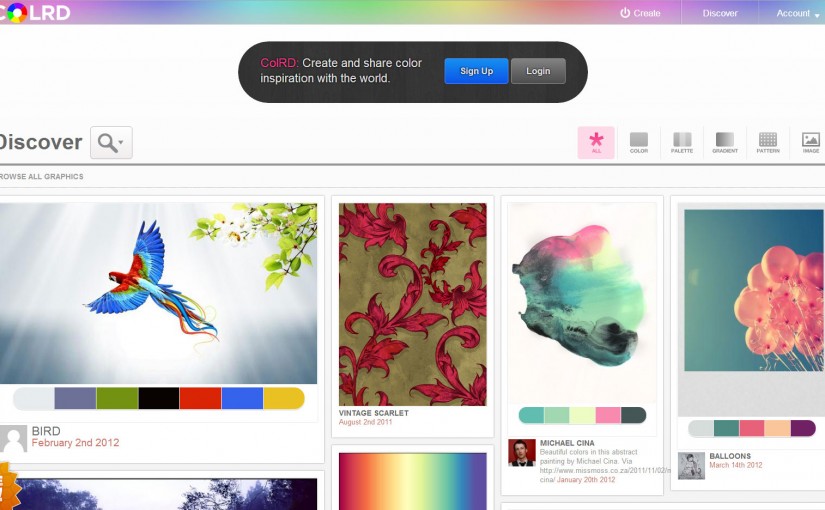 COLRD
Create
Discover
Account
ColRD: Create and share color
inspiration with the world.
Sign Up
Login
Discover
ALL
COLOR
PALETTE
GRADIENT
PATTERN
IMAGE
ROWSE ALL GRAPHICS
BIRD
February 2nd 2012
VINTAGE SCARLET
August 2nd 2011
MICHAEL CINA
Beautiful colors in this abstract
painting by Michael Cina. Via
http://www.missmoss.co.za/2011/11/02/m
cina/ January 20th 2012
BALLOONS
March 14th 2012